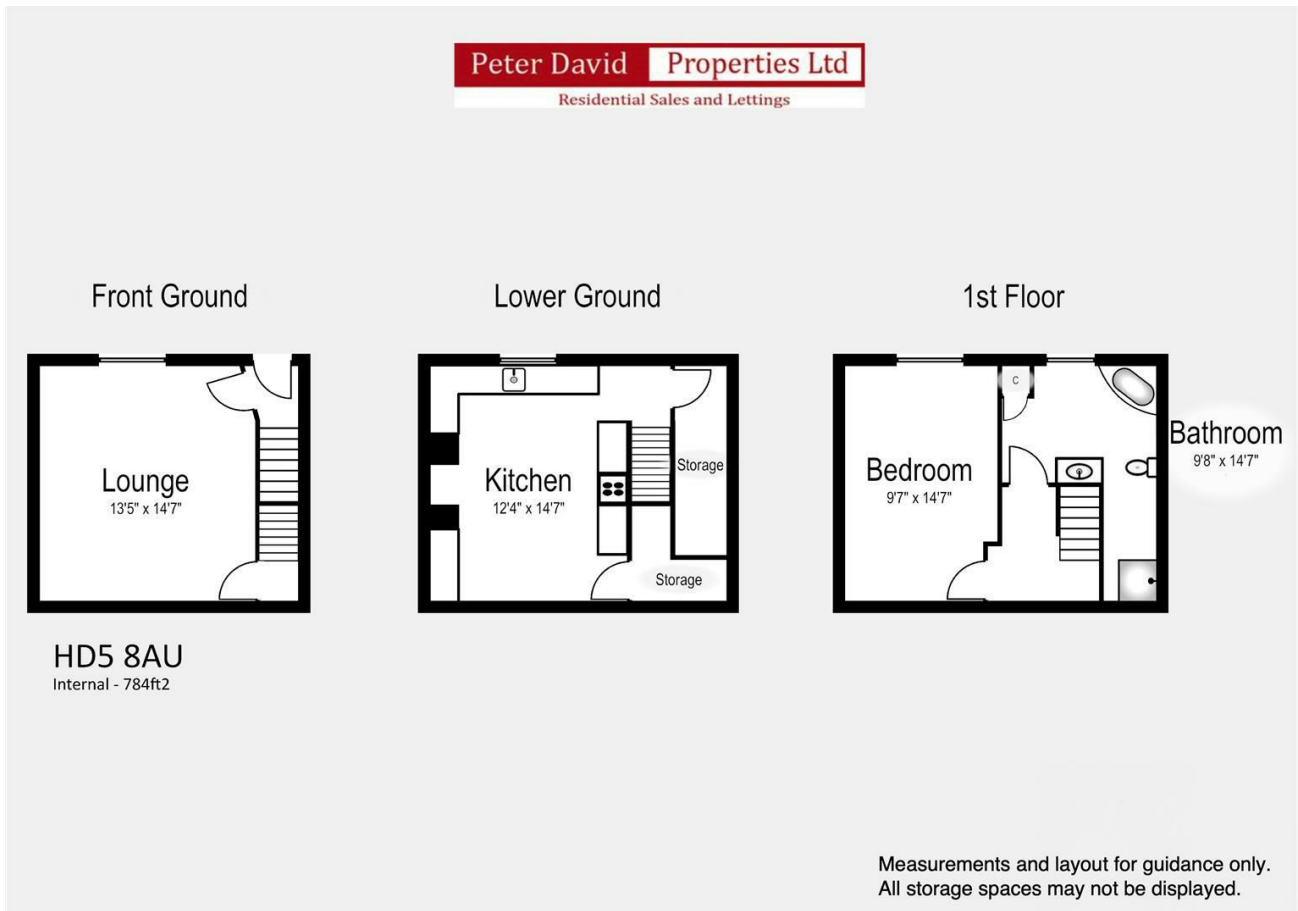 Peter David Properties Ltd
Residential Sales and Lettings
Front Ground
Lower Ground
1st Floor
Lounge
13'5" x 14'7"
Kitchen
12'4" x 14'7"
Storage
Storage
C
Bedroom
9'7" x 14'7"
Bathroom
9'8" x 14'7"
HD5 8AU
Internal - 784ft2
Measurements and layout for guidance only.
All storage spaces may not be displayed.